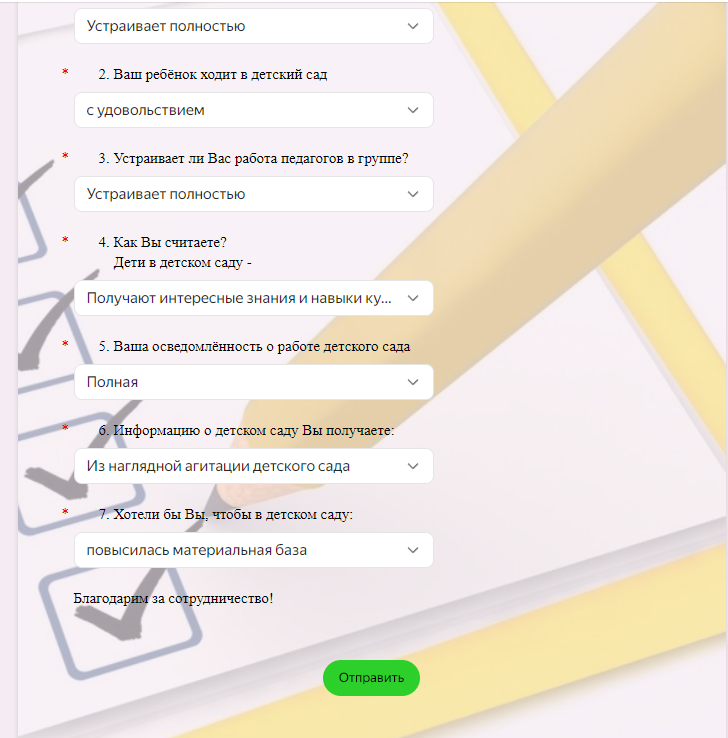 Устраивает полностью
* 2. Ваш ребёнок ходит в детский сад
с удовольствием
* 3. Устраивает ли Вас работа педагогов в группе?
Устраивает полностью
* 4. Как Вы считаете?
Дети в детском саду -
Получают интересные знания и навыки ку...
* 5. Ваша осведомлённость о работе детского сада
Полная
* 6. Информацию о детском саду Вы получаете:
Из наглядной агитации детского сада
* 7. Хотели бы Вы, чтобы в детском саду:
повысилась материальная база
Благодарим за сотрудничество!
Отправить